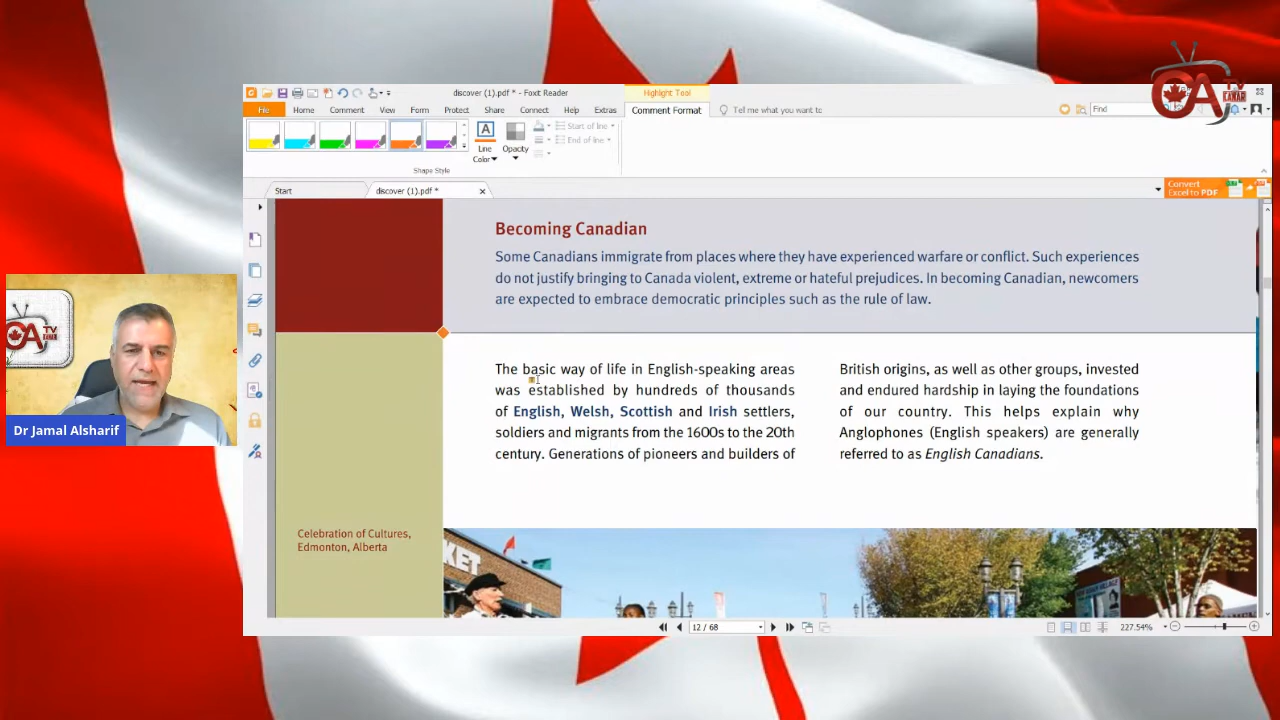 discover (1).pdf * - Foxit Reader
Highlight Tool
File
Home
Comment
View
Form
Protect
Share
Connect
Help
Extras
Comment Format
Tell me what you want to
Find
Line
Color
Opacity
Start of line
End of line
Shape Style
Start
discover (1).pdf *
Convert
Excel to PDF
Becoming Canadian
Some Canadians immigrate from places where they have experienced warfare or conflict. Such experiences
do not justify bringing to Canada violent, extreme or hateful prejudices. In becoming Canadian, newcomers
are expected to embrace democratic principles such as the rule of law.
The basic way of life in English-speaking areas
was established by hundreds of thousands
of English, Welsh, Scottish and Irish settlers,
soldiers and migrants from the 1600s to the 20th
century. Generations of pioneers and builders of
British origins, as well as other groups, invested
and endured hardship in laying the foundations
of our country. This helps explain why
Anglophones (English speakers) are generally
referred to as English Canadians.
Celebration of Cultures,
Edmonton, Alberta
KET
12 / 68
227.54%
Dr Jamal Alsharif
TV